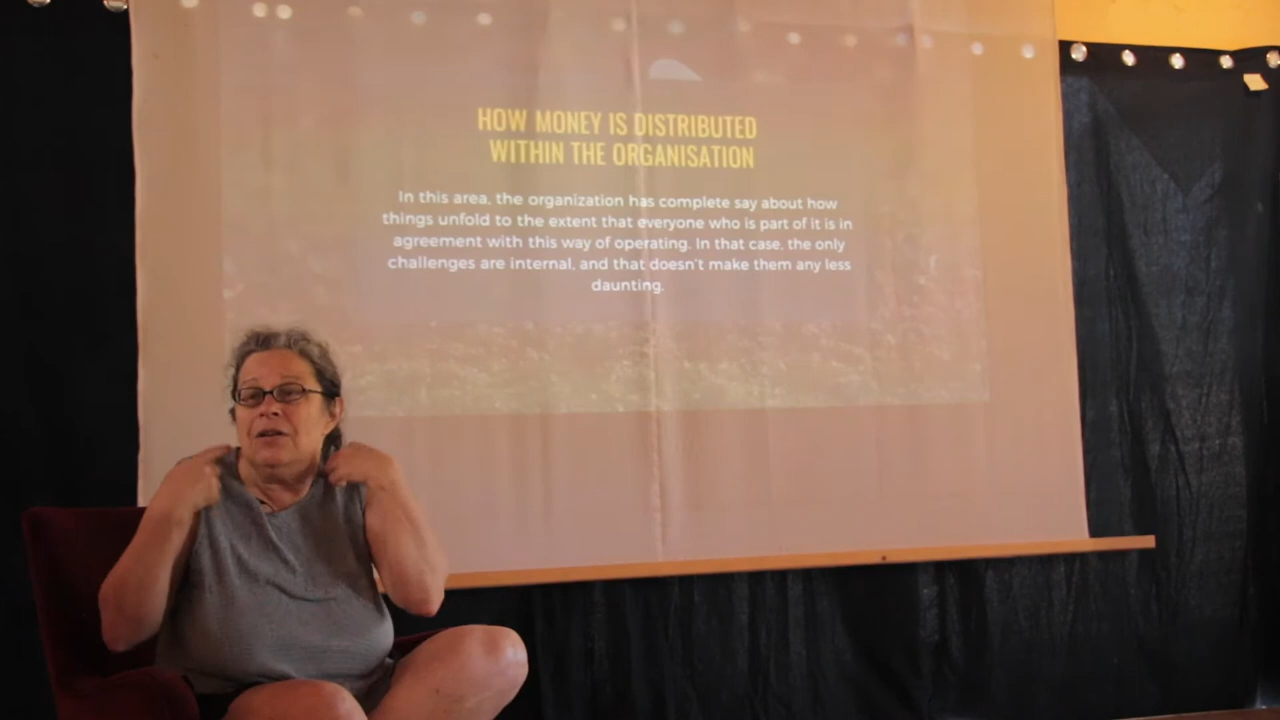 HOW MONEY IS DISTRIBUTED
WITHIN THE ORGANISATION
In this area, the organization has complete say about how
things unfold to the extent that everyone who is part of it is in
agreement with this way of operating. In that case, the only
challenges are internal, and that doesn't make them any less
daunting.